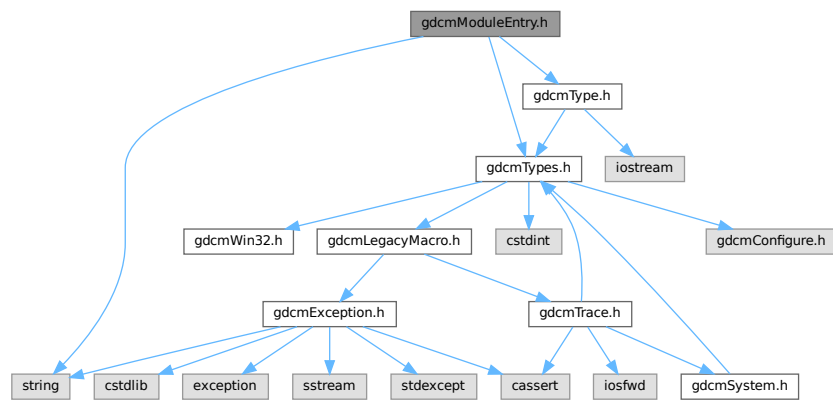 gdcmModuleEntry.h
gdcmType.h
gdcmTypes.h
iostream
gdcmWin32.h
gdcmLegacyMacro.h
cstdint
gdcmConfigure.h
gdcmException.h
gdcmTrace.h
string
cstdlib
exception
sstream
stdexcept
cassert
iosfwd
gdcmSystem.h